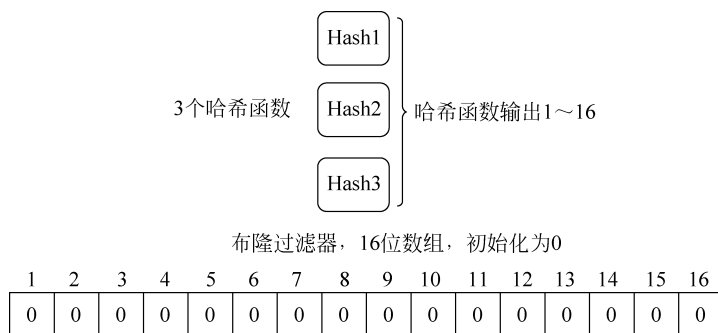 Hash1
3个哈希函数 Hash2 哈希函数输出1～16
Hash3
布隆过滤器，16位数组，初始化为0
1 2 3 4 5 6 7 8 9 10 11 12 13 14 15 16
0 0 0 0 0 0 0 0 0 0 0 0 0 0 0 0